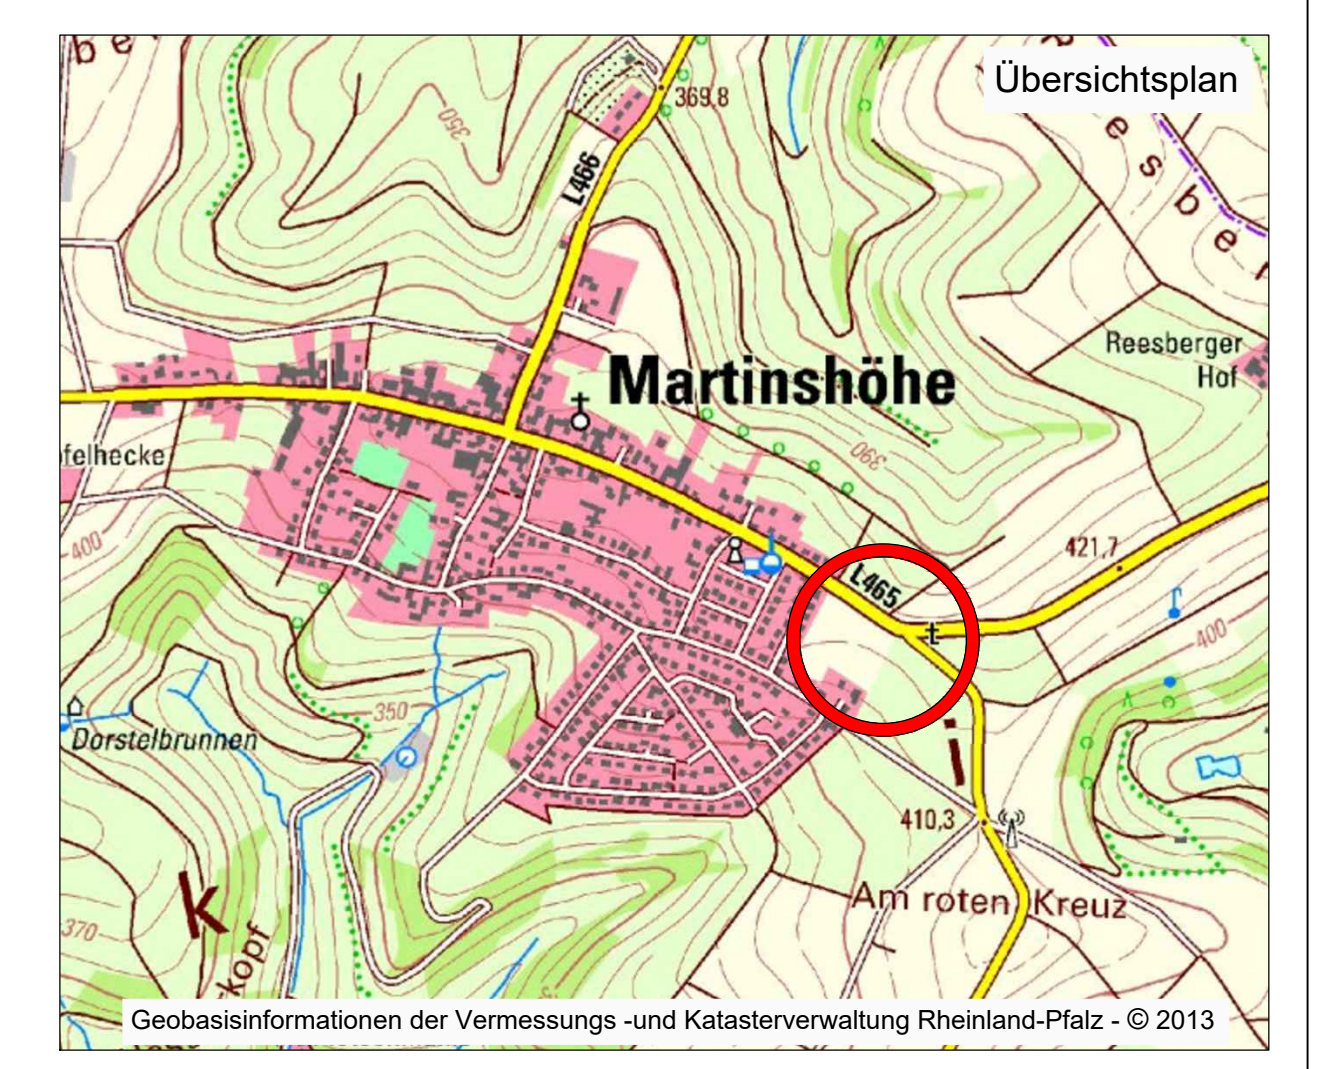 Übersichtsplan
369,8
350
L466
Reesberger
Hof
Martinshöhe
felhecke
390
400
421,7
L465
400
350
Dorstelbrunnen
410,3
Am roten Kreuz
K
370
kopf
Geobasisinformationen der Vermessungs -und Katasterverwaltung Rheinland-Pfalz - © 2013